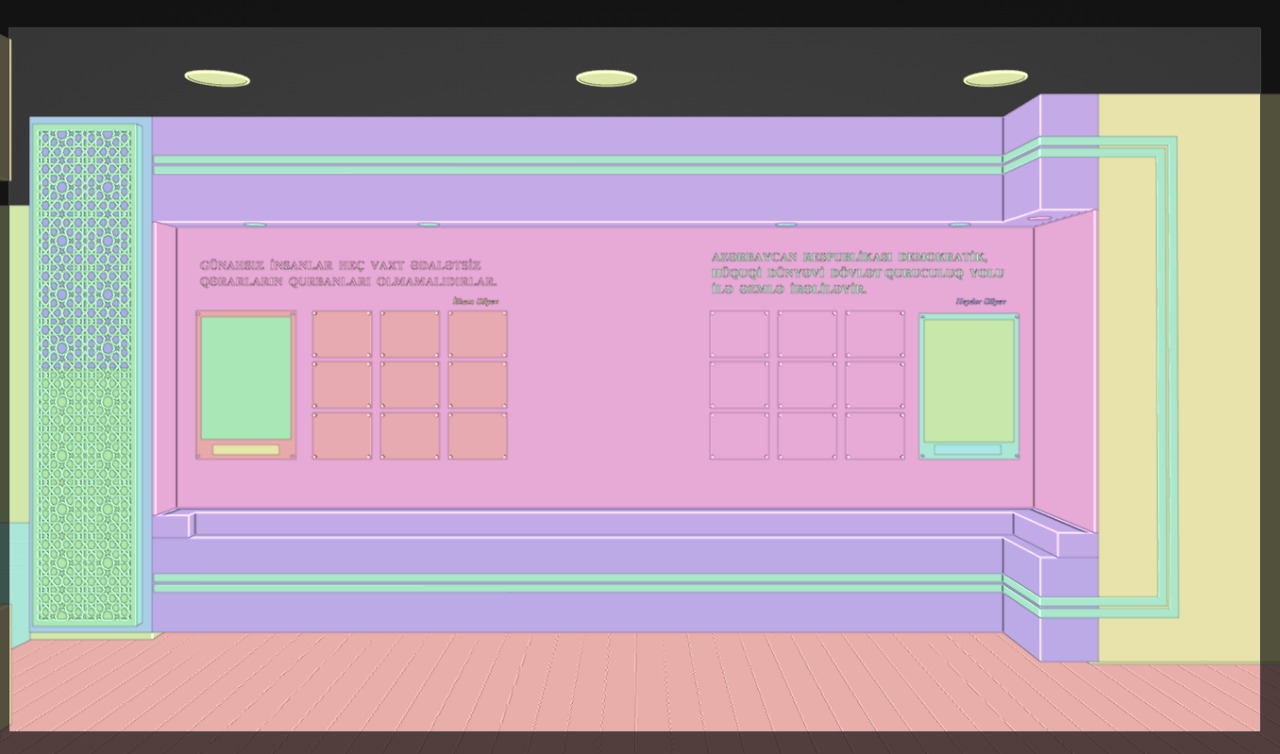 GÜNAHSIZ İNSANLAR HEÇ VAXT ƏDALƏTSİZ
QƏRARLARIN QURBANLARI OLMAMALIDIRLAR.
İlham Əliyev
AZƏRBAYCAN RESPUBLİKASI DEMOKRATİK,
HÜQUQİ DÜNYƏVİ DÖVLƏT QURUCULUQ YOLU
İLƏ ƏZMLƏ İRƏLİLƏYİR.
Heydər Əliyev